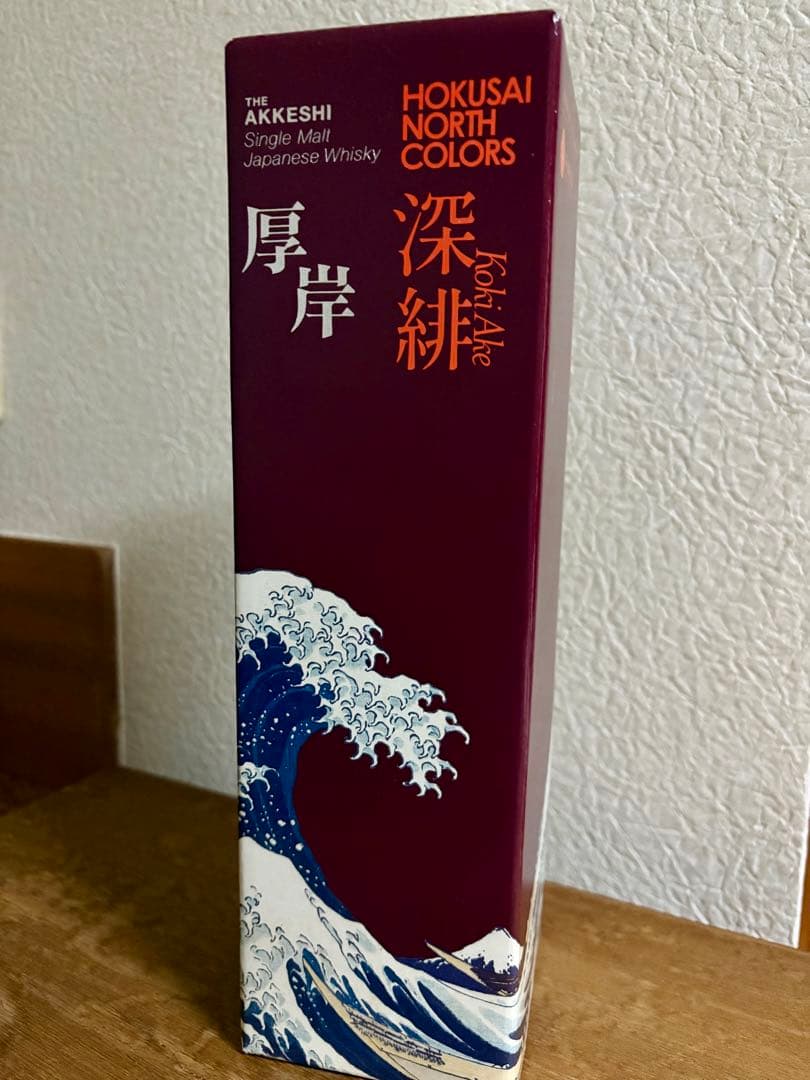 THE
AKKESHI
Single Malt
Japanese Whisky
厚岸
HOKUSAI
NORTH
COLORS
深緋
Koki Ake